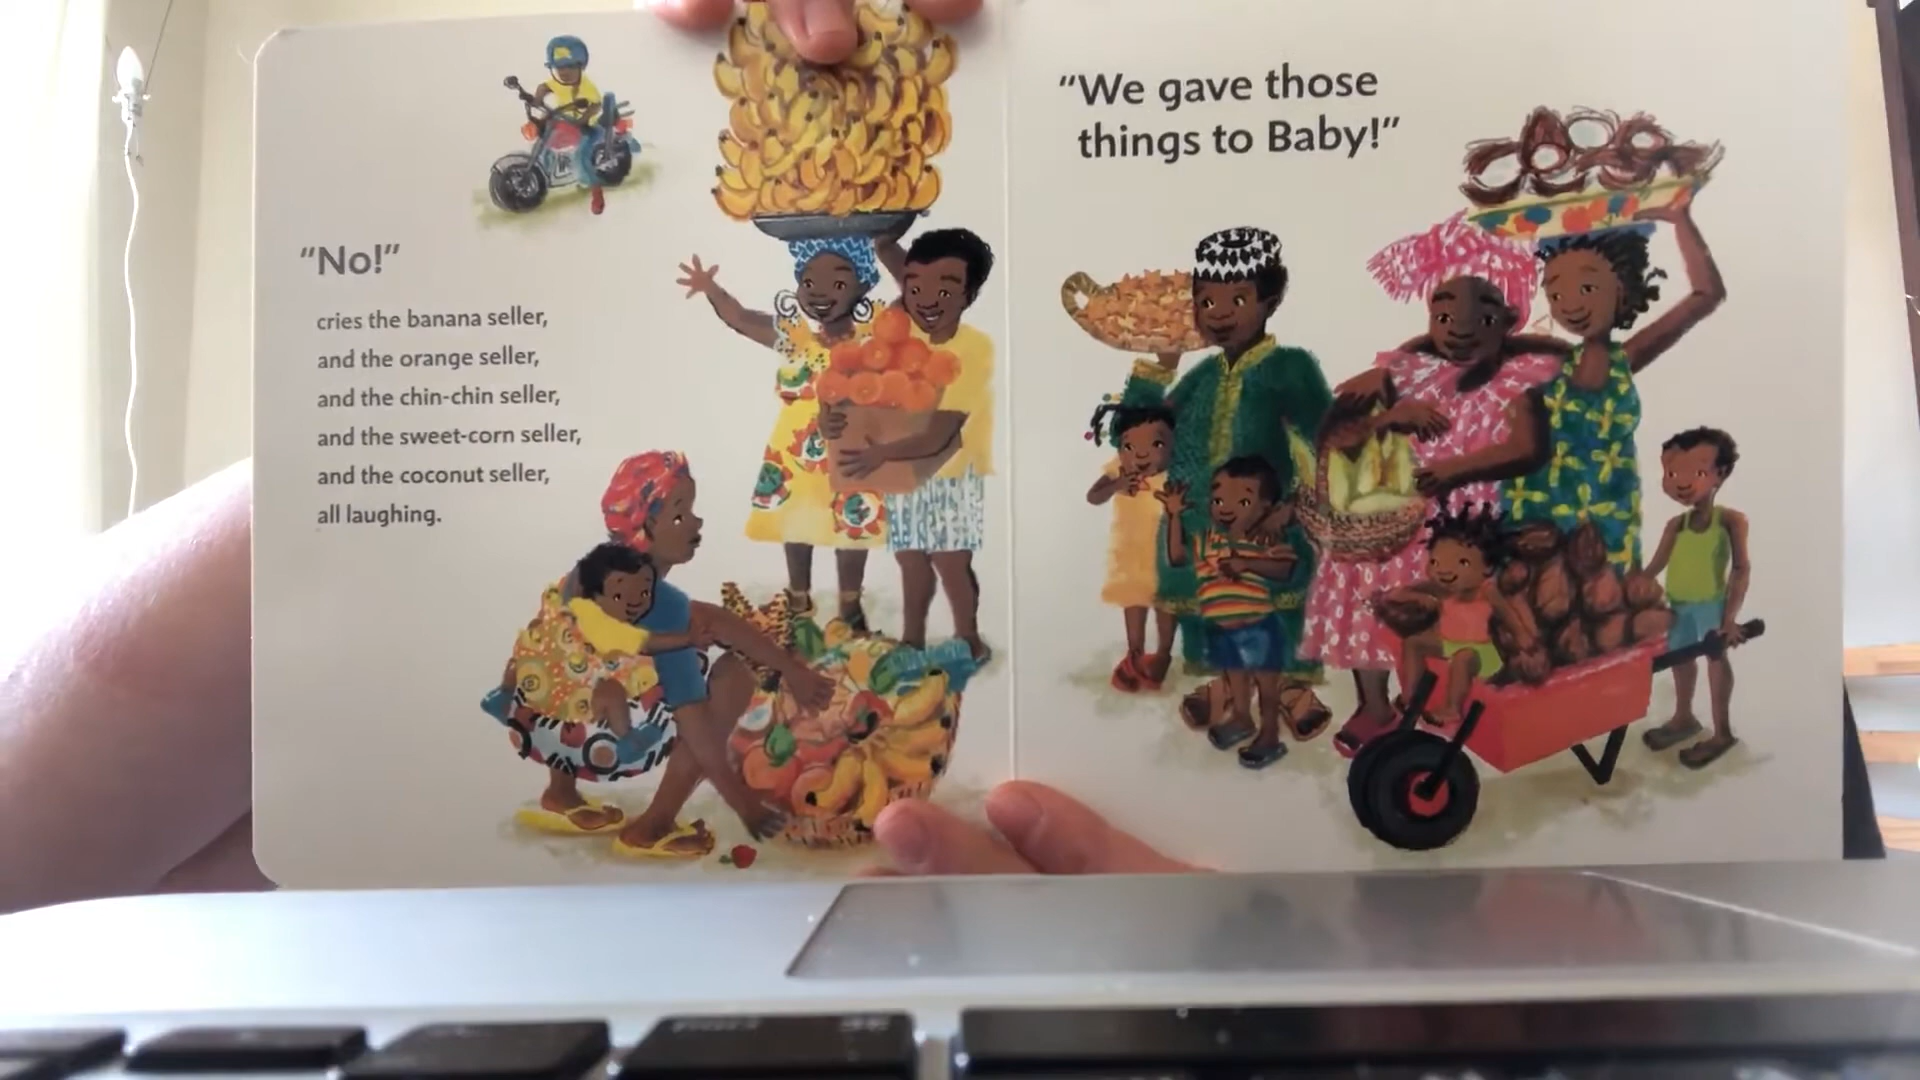 "No!"
cries the banana seller,
and the orange seller,
and the chin-chin seller,
and the sweet-corn seller,
and the coconut seller,
all laughing.
"We gave those
things to Baby!"